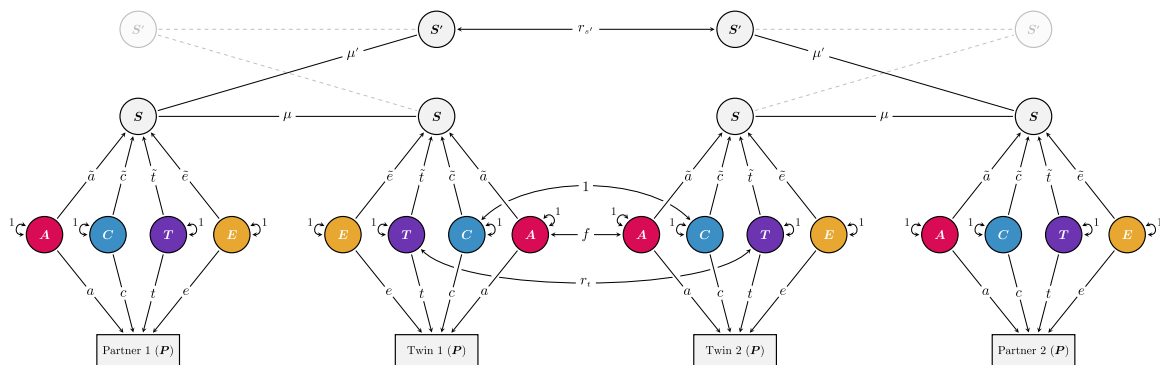 S′ S′ r_{s′} S′ S′
μ′ μ′
S μ S S μ S
ã c̃ t̃ ẽ ẽ t̃ c̃ ã 1 ã c̃ t̃ ẽ ã c̃ t̃ ẽ
1 A 1 C T 1 E 1 1 E 1 T C 1 A 1 f 1 A C 1 T 1 E 1 1 A 1 C T 1 E 1
r_t
a c t e e t c a a c t e a c t e
Partner 1 (P) Twin 1 (P) Twin 2 (P) Partner 2 (P)